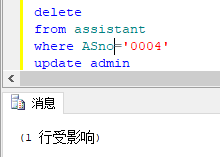 delete
from assistant
where ASno='0004'
update admin
消息
(1 行受影响)